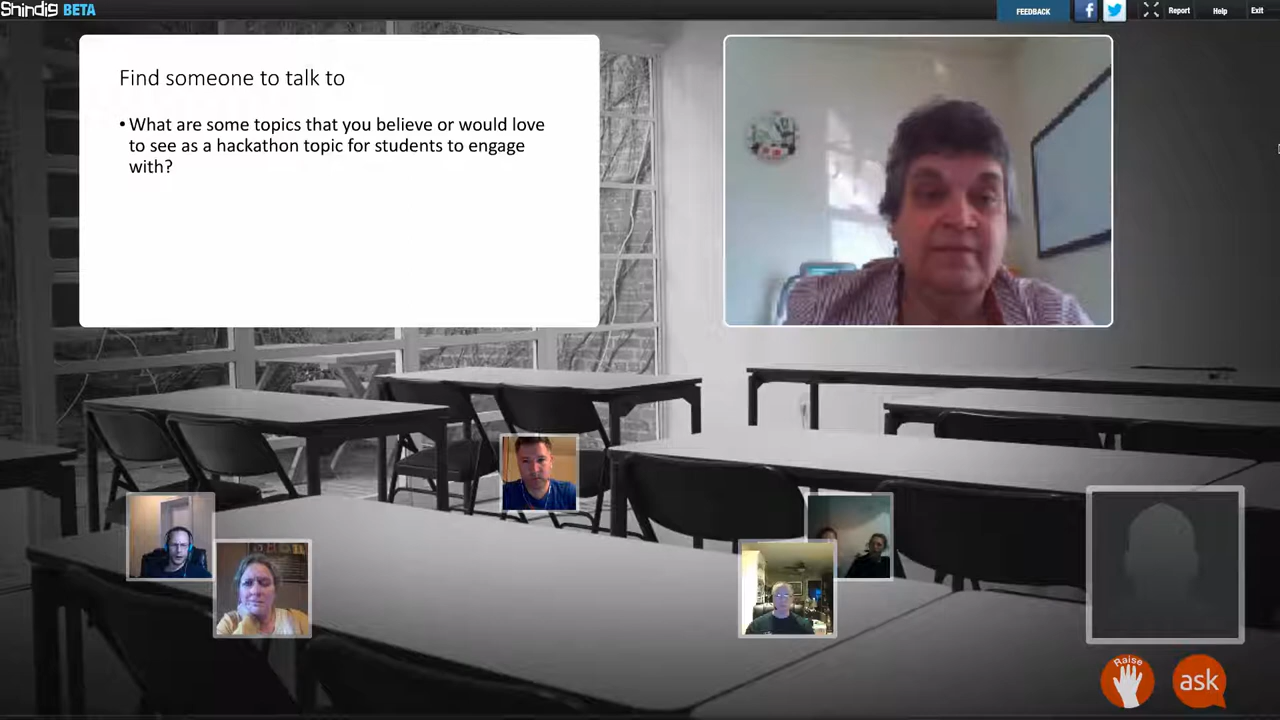 Shindig BETA
FEEDBACK
Report
Help
Exit
Find someone to talk to
• What are some topics that you believe or would love
to see as a hackathon topic for students to engage
with?
Raise
ask